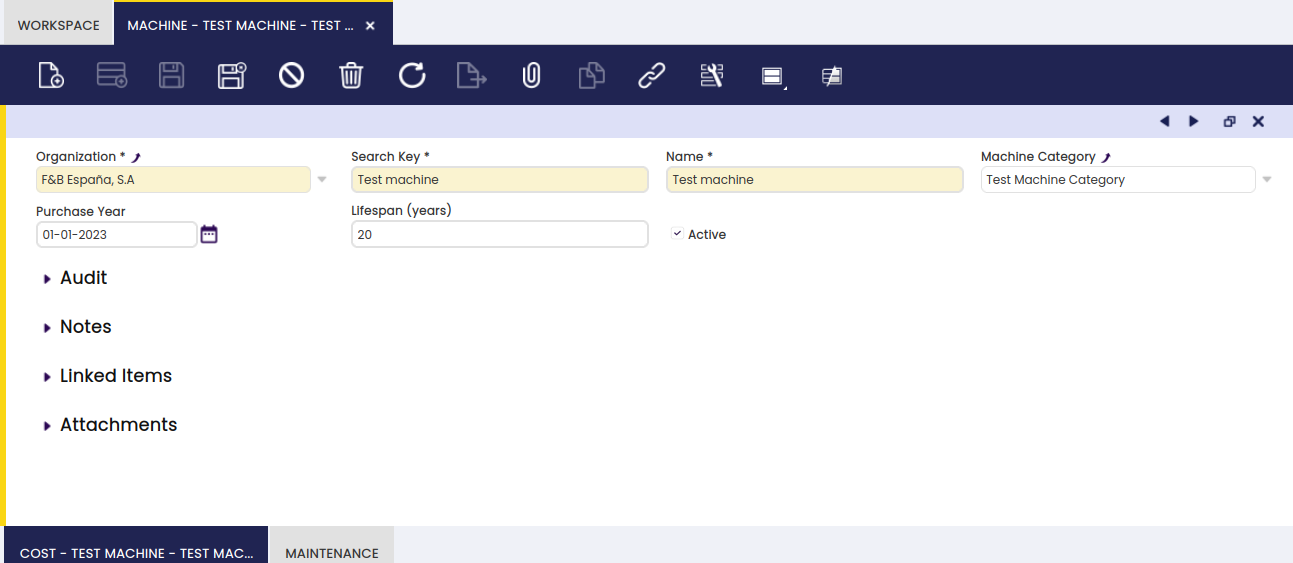 WORKSPACE
MACHINE - TEST MACHINE - TEST ...
Organization *
Search Key *
Name *
Machine Category
F&B España, S.A
Test machine
Test machine
Test Machine Category
Purchase Year
Lifespan (years)
01-01-2023
20
Active
Audit
Notes
Linked Items
Attachments
COST - TEST MACHINE - TEST MAC...
MAINTENANCE